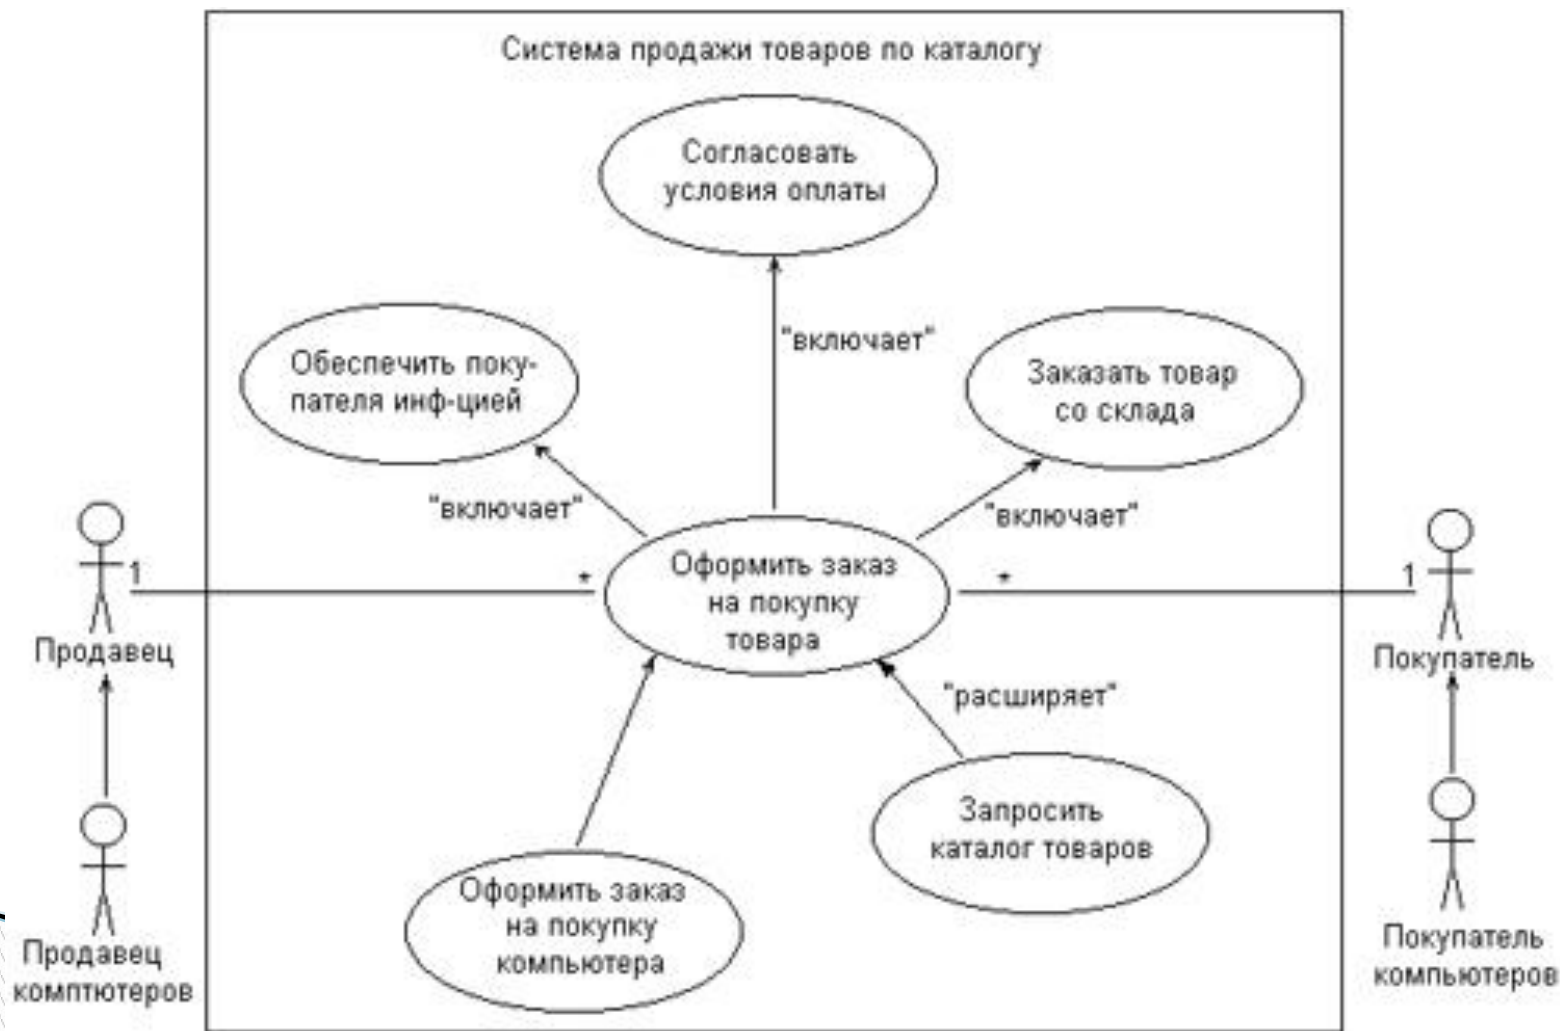 Система продажи товаров по каталогу
Согласовать
условия оплаты
"включает"
Обеспечить поку-
пателя инф-цией
Заказать товар
со склада
"включает"
"включает"
1
*
Оформить заказ
на покупку
товара
*
1
Продавец
Покупатель
"расширяет"
Запросить
каталог товаров
Оформить заказ
на покупку
компьютера
Продавец
комптютеров
Покупатель
компьютеров